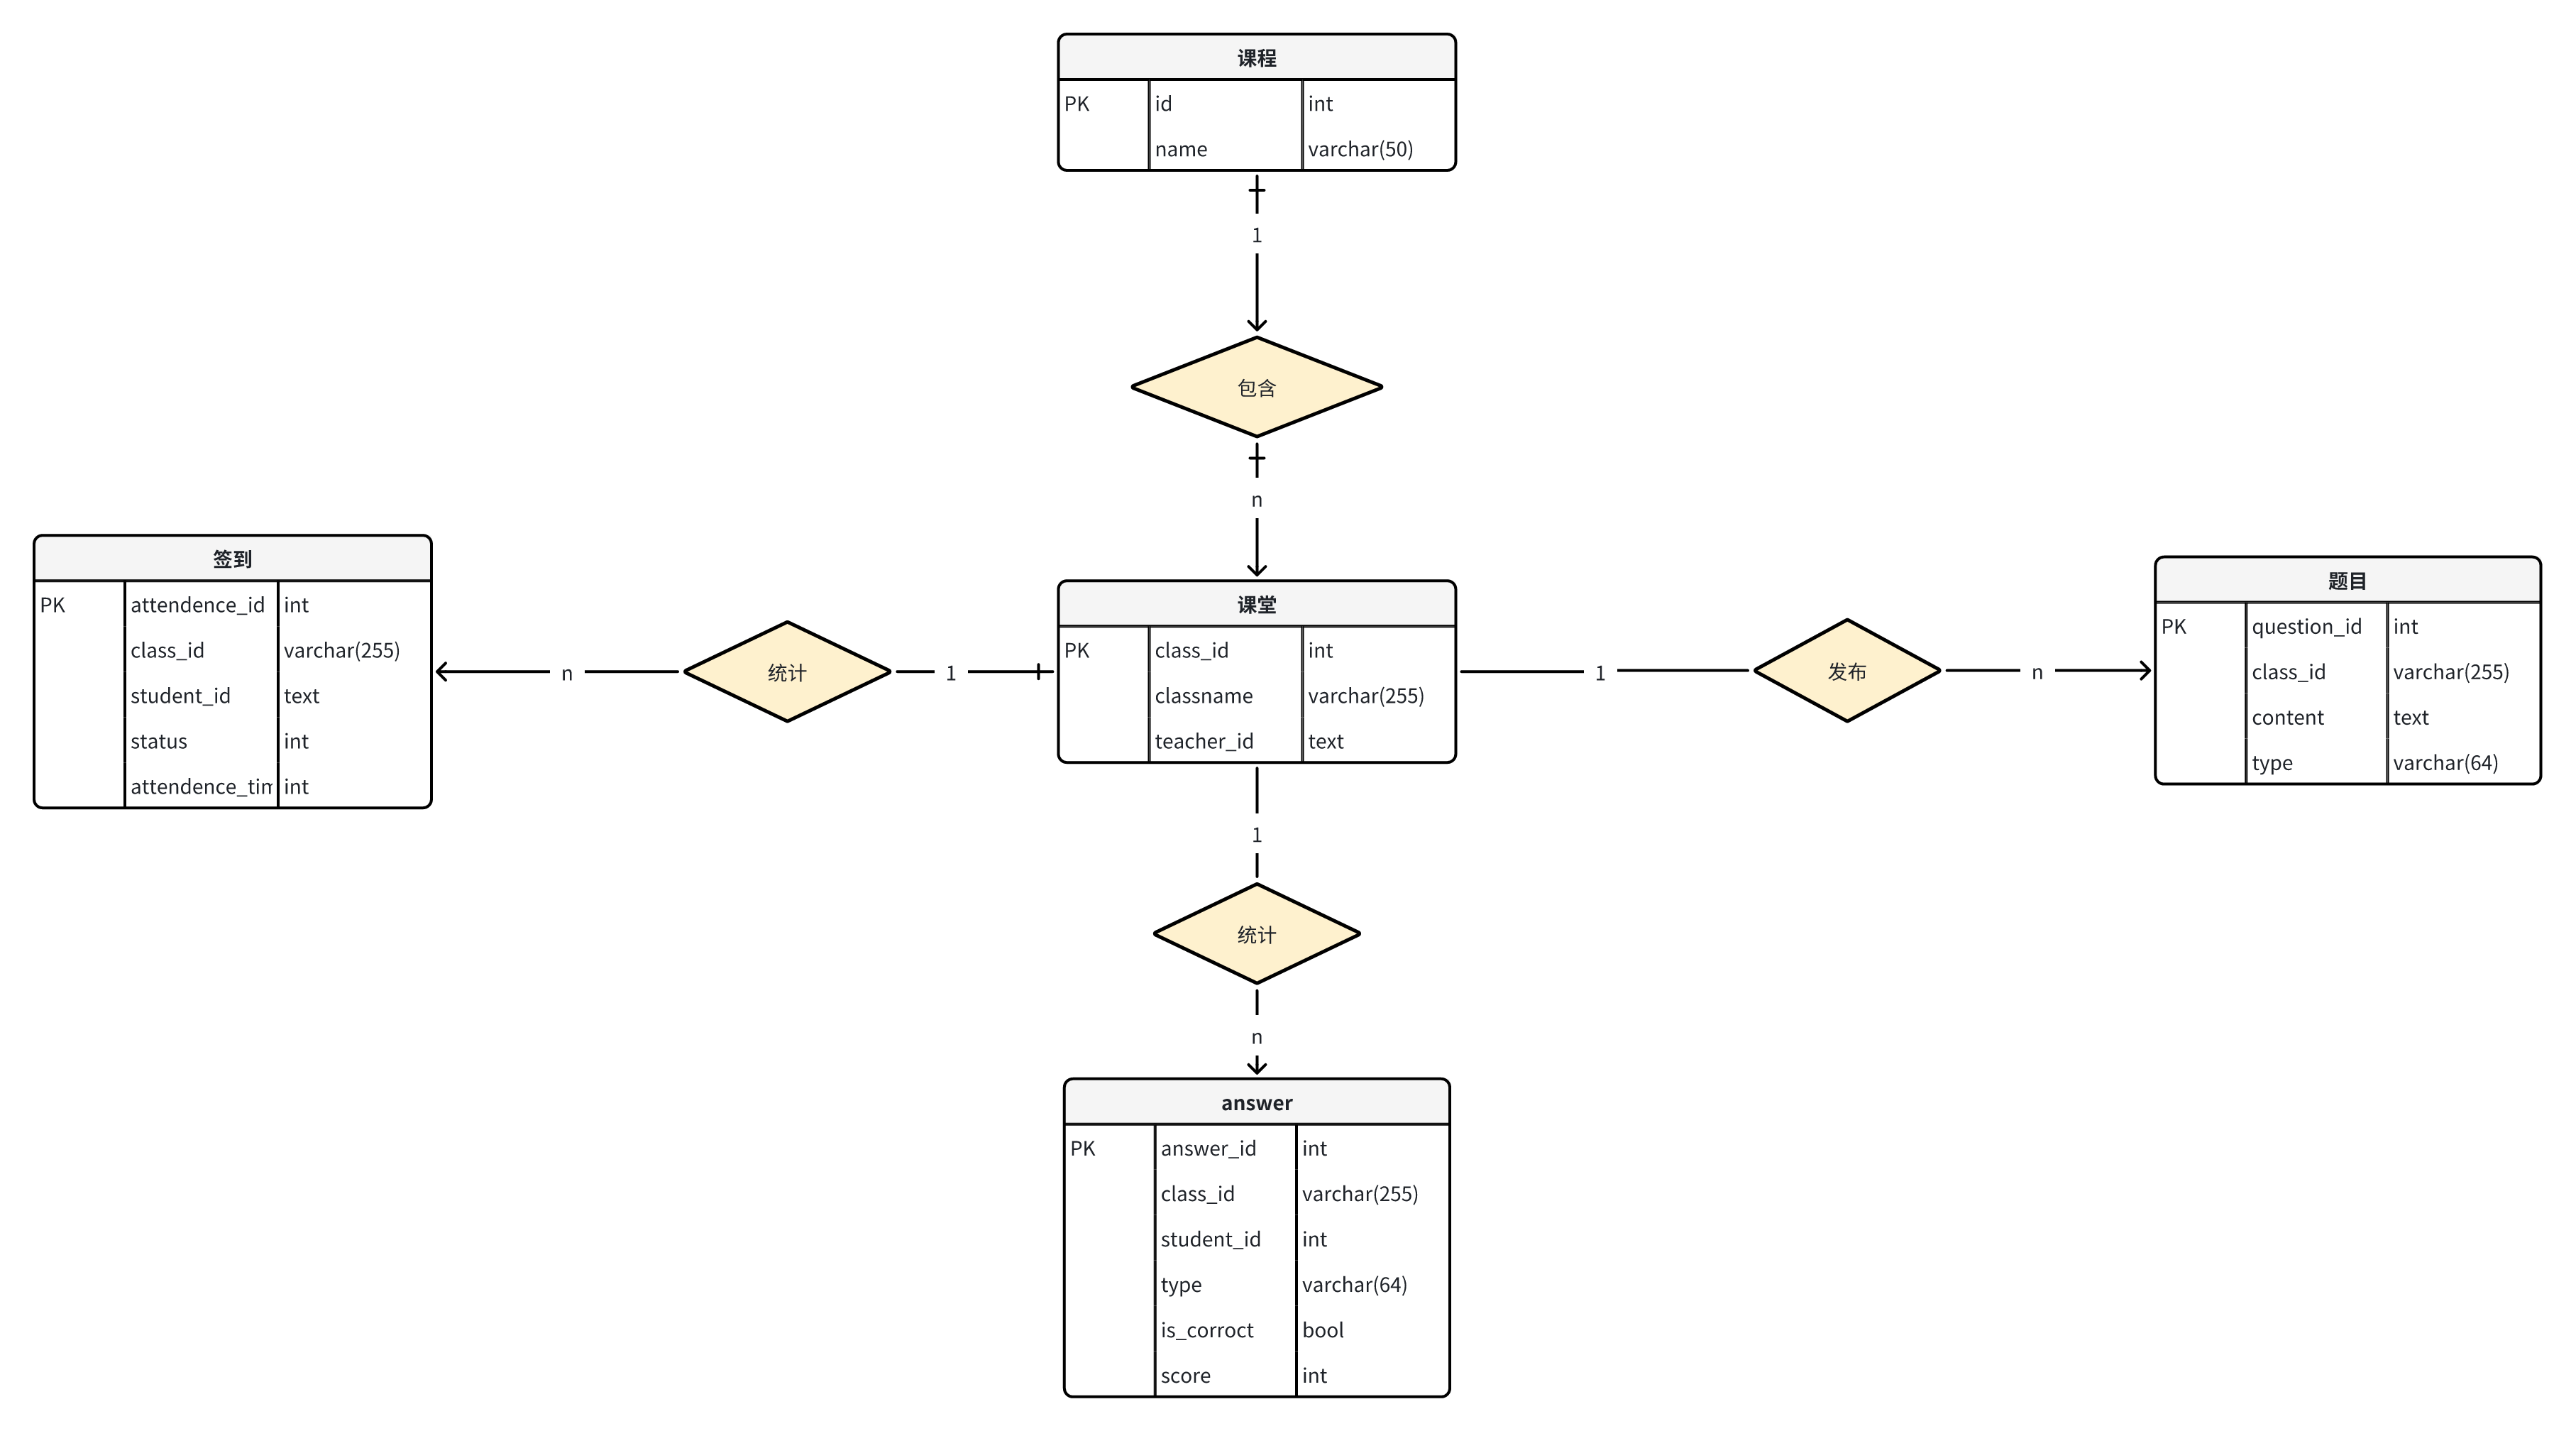 课程
PK id int
name varchar(50)
1
包含
n
签到
PK attendence_id int
class_id varchar(255)
student_id text
status int
attendence_tim int
n
统计
1
课堂
PK class_id int
classname varchar(255)
teacher_id text
1
发布
n
题目
PK question_id int
class_id varchar(255)
content text
type varchar(64)
1
统计
n
answer
PK answer_id int
class_id varchar(255)
student_id int
type varchar(64)
is_corroct bool
score int